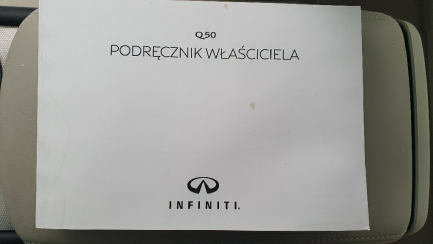 Q50
PODRĘCZNIK WŁAŚCICIELA
INFINITI